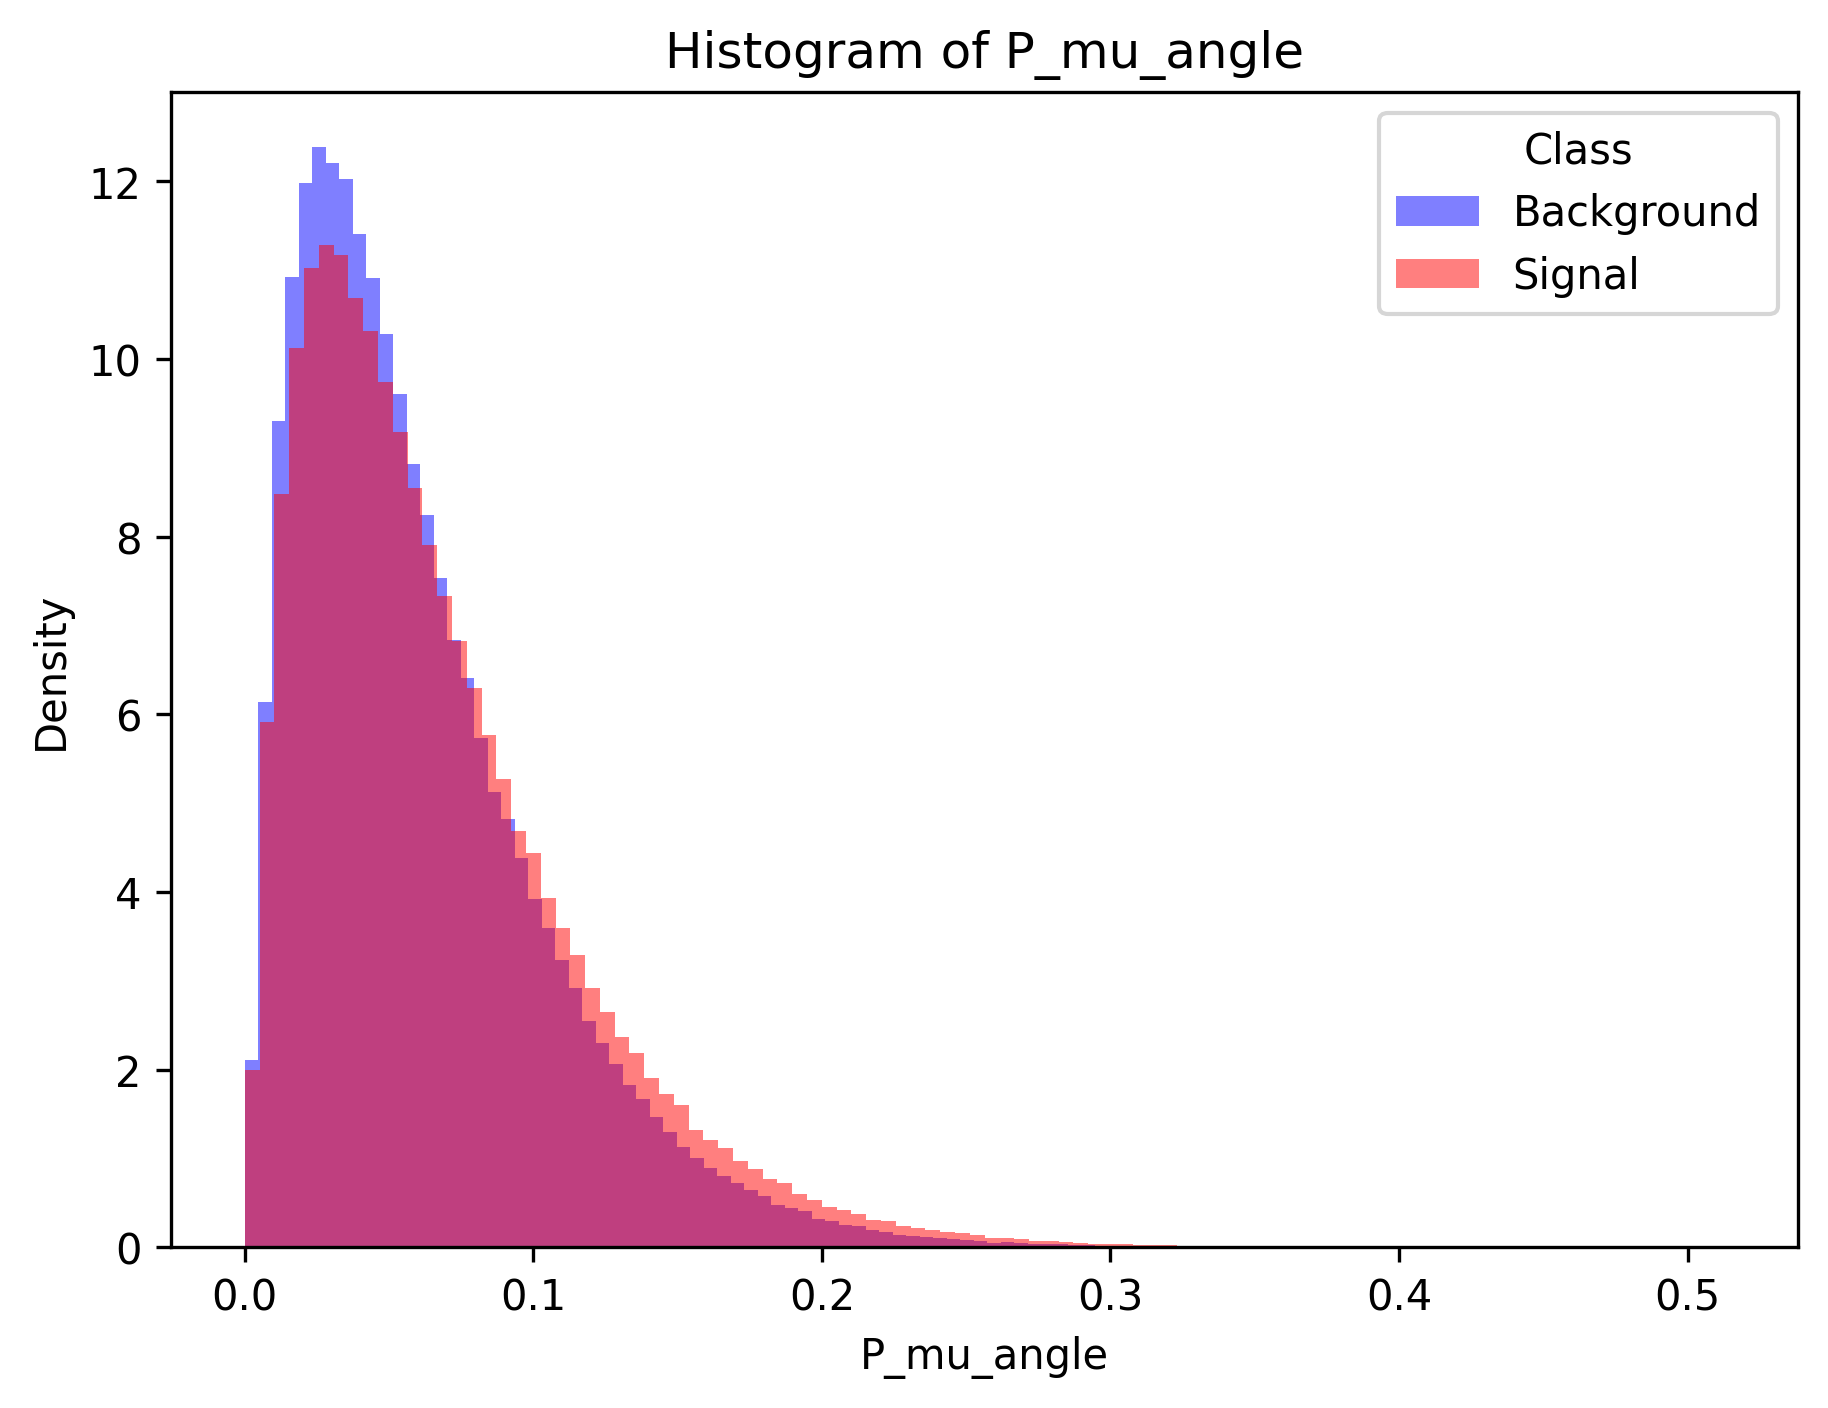 Histogram of P_mu_angle
Class
Background
Signal
12
10
8
6
4
2
0
Density
0.0 0.1 0.2 0.3 0.4 0.5
P_mu_angle